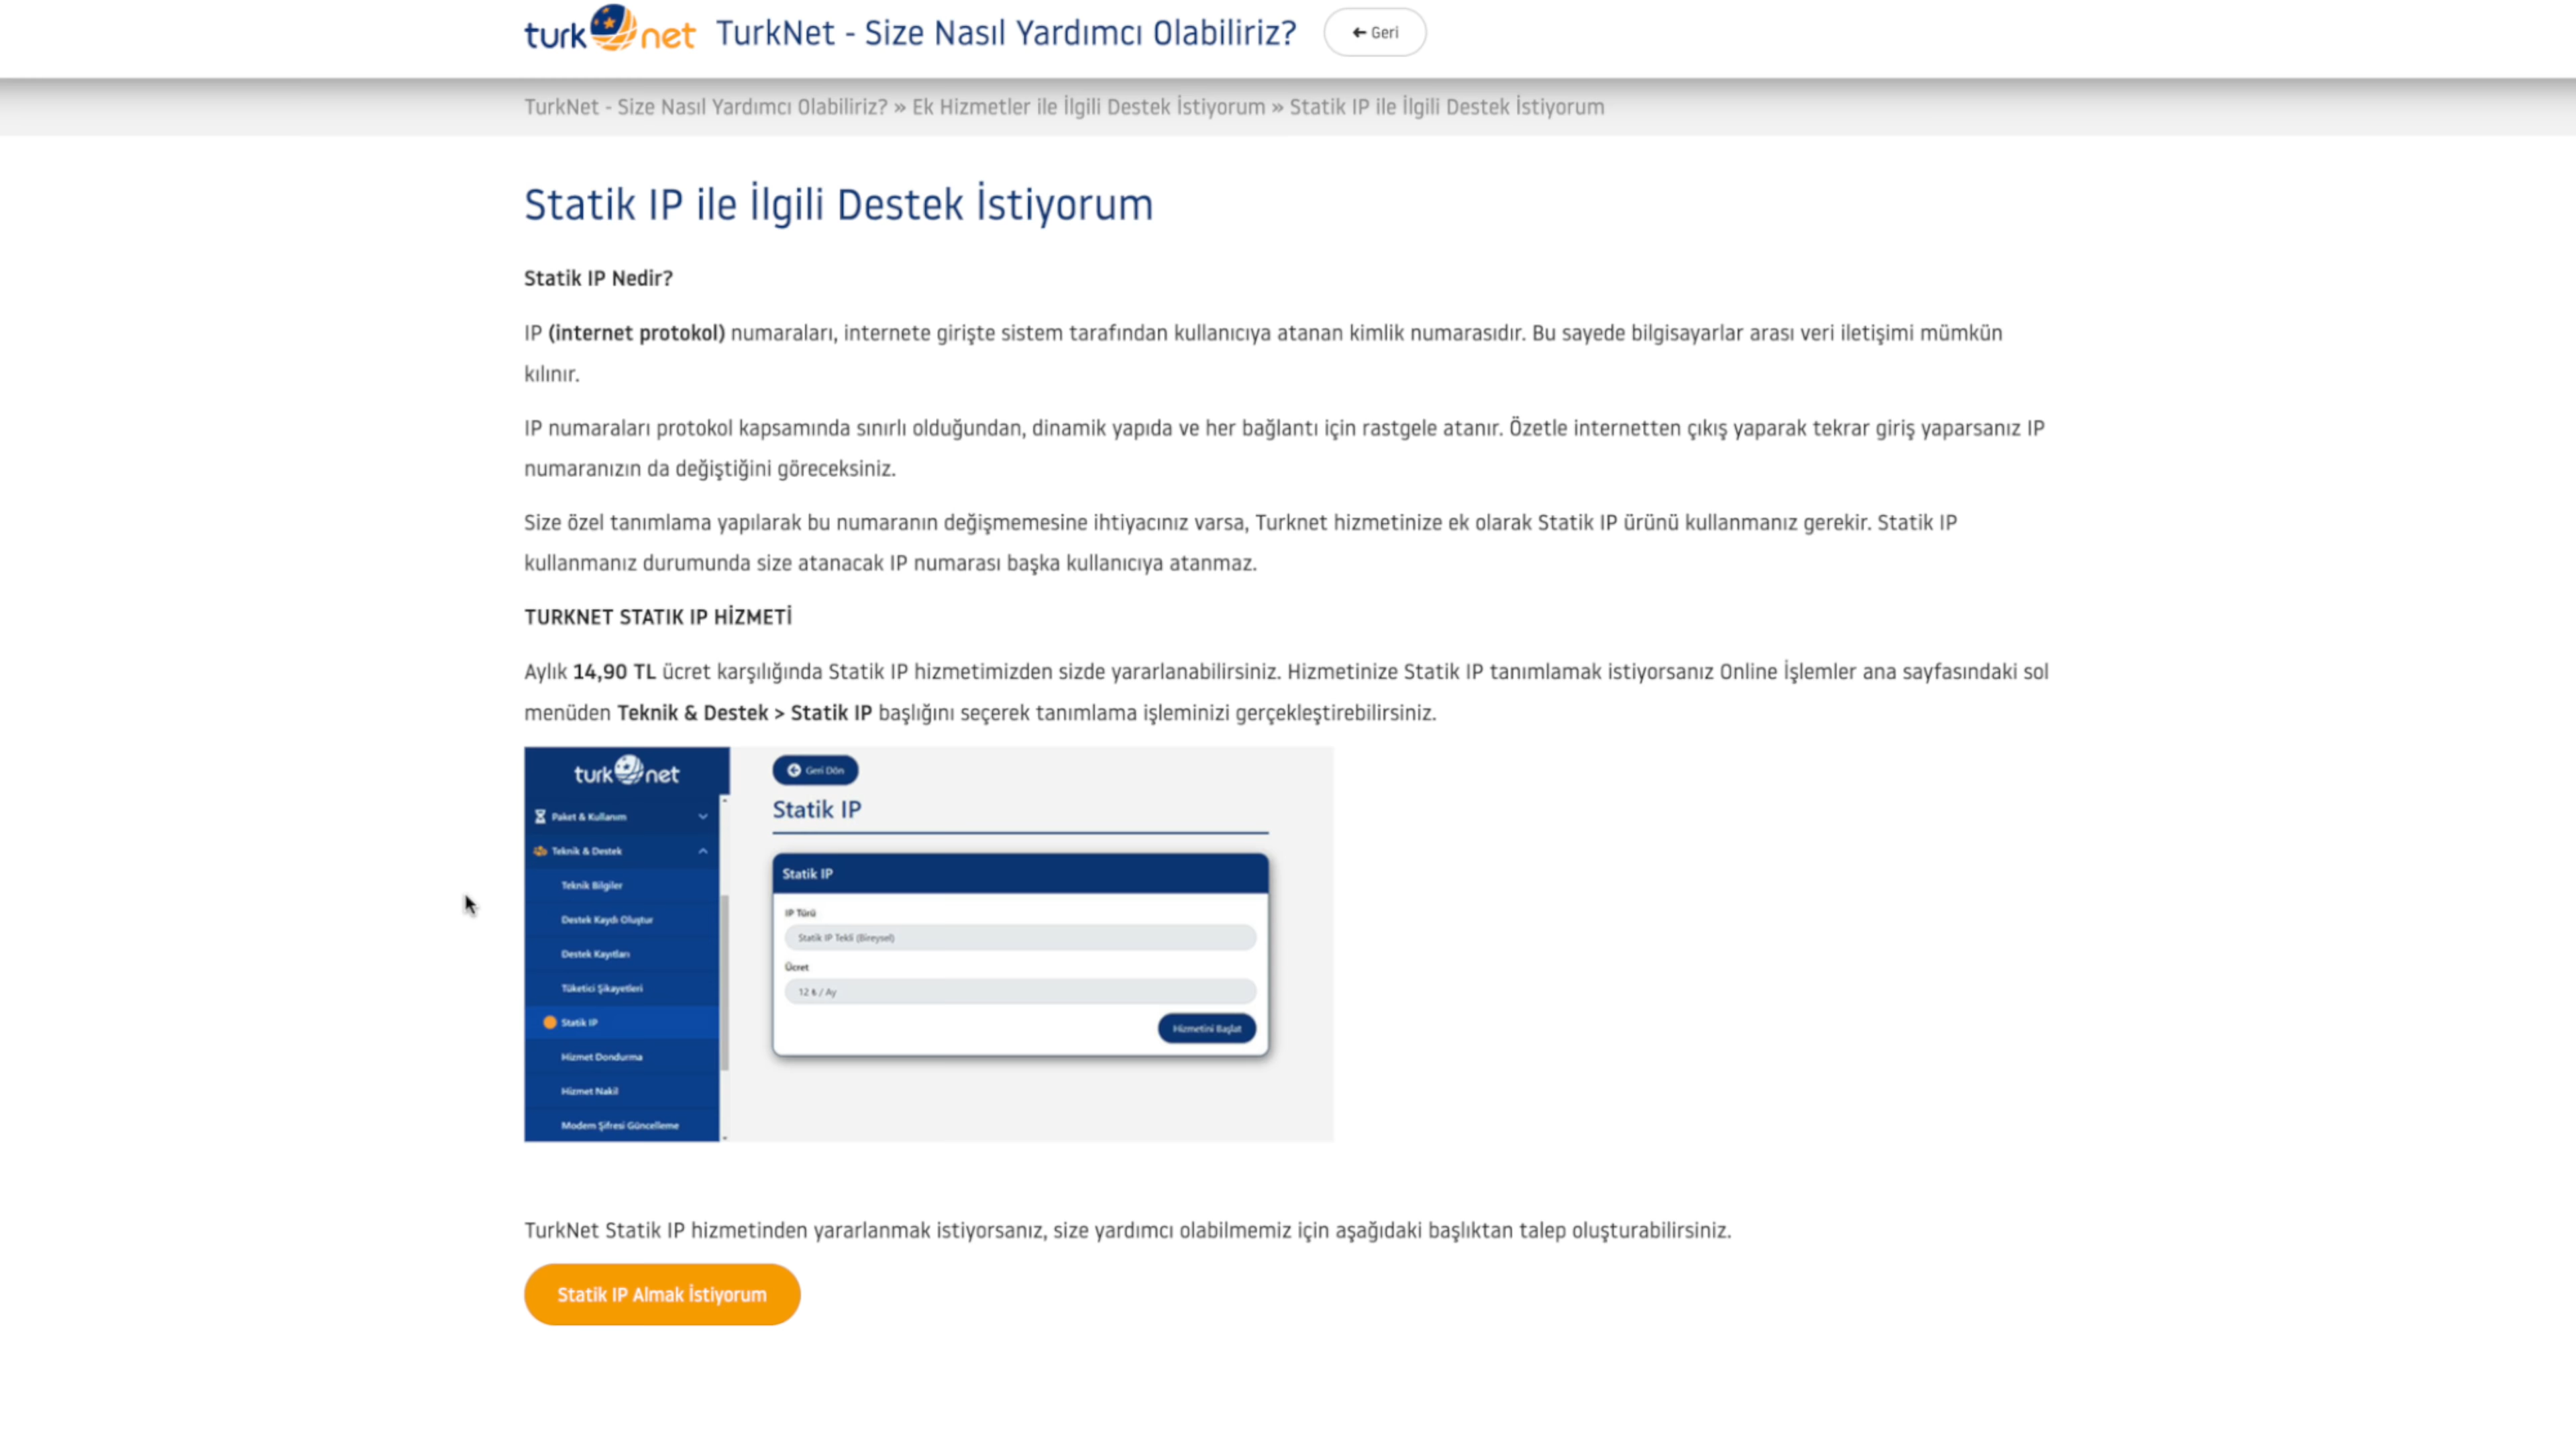 turk net TurkNet - Size Nasıl Yardımcı Olabiliriz? Geri
TurkNet - Size Nasıl Yardımcı Olabiliriz? » Ek Hizmetler ile İlgili Destek İstiyorum » Statik IP ile İlgili Destek İstiyorum
Statik IP ile İlgili Destek İstiyorum
Statik IP Nedir?
IP (internet protokol) numaraları, internete girişte sistem tarafından kullanıcıya atanan kimlik numarasıdır. Bu sayede bilgisayarlar arası veri iletişimi mümkün
kılınır.
IP numaraları protokol kapsamında sınırlı olduğundan, dinamik yapıda ve her bağlantı için rastgele atanır. Özetle internetten çıkış yaparak tekrar giriş yaparsanız IP
numaranızın da değiştiğini göreceksiniz.
Size özel tanımlama yapılarak bu numaranın değişmemesine ihtiyacınız varsa, Turknet hizmetinize ek olarak Statik IP ürünü kullanmanız gerekir. Statik IP
kullanmanız durumunda size atanacak IP numarası başka kullanıcıya atanmaz.
TURKNET STATIK IP HİZMETİ
Aylık 14,90 TL ücret karşılığında Statik IP hizmetimizden sizde yararlanabilirsiniz. Hizmetinize Statik IP tanımlamak istiyorsanız Online İşlemler ana sayfasındaki sol
menüden Teknik & Destek > Statik IP başlığını seçerek tanımlama işleminizi gerçekleştirebilirsiniz.
turk net
Paket & Kullanım
Teknik & Destek
Teknik Bilgiler
Destek Kaydı Oluştur
Destek Kayıtları
Tüketici Şikayetleri
Statik IP
Hizmet Dondurma
Hizmet Nakil
Modem Şifresi Güncelleme
Geri Dön
Statik IP
Statik IP
IP Türü
Statik IP Tekli (Bireysel)
Ücret
12 ₺ / Ay
Hizmetini Başlat
TurkNet Statik IP hizmetinden yararlanmak istiyorsanız, size yardımcı olabilmemiz için aşağıdaki başlıktan talep oluşturabilirsiniz.
Statik IP Almak İstiyorum